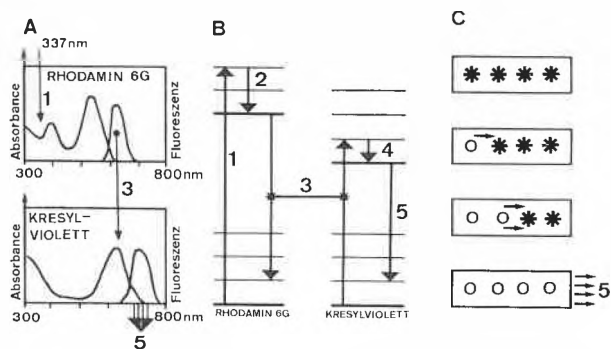 A
337nm
1
RHODAMIN 6G
Absorbance
Fluoreszenz
300
800nm
3
KRESYL-
VIOLETT
Absorbance
Fluoreszenz
300
800nm
5
B
2
1
3
4
5
RHODAMIN 6G
KRESYLVIOLETT
C
5